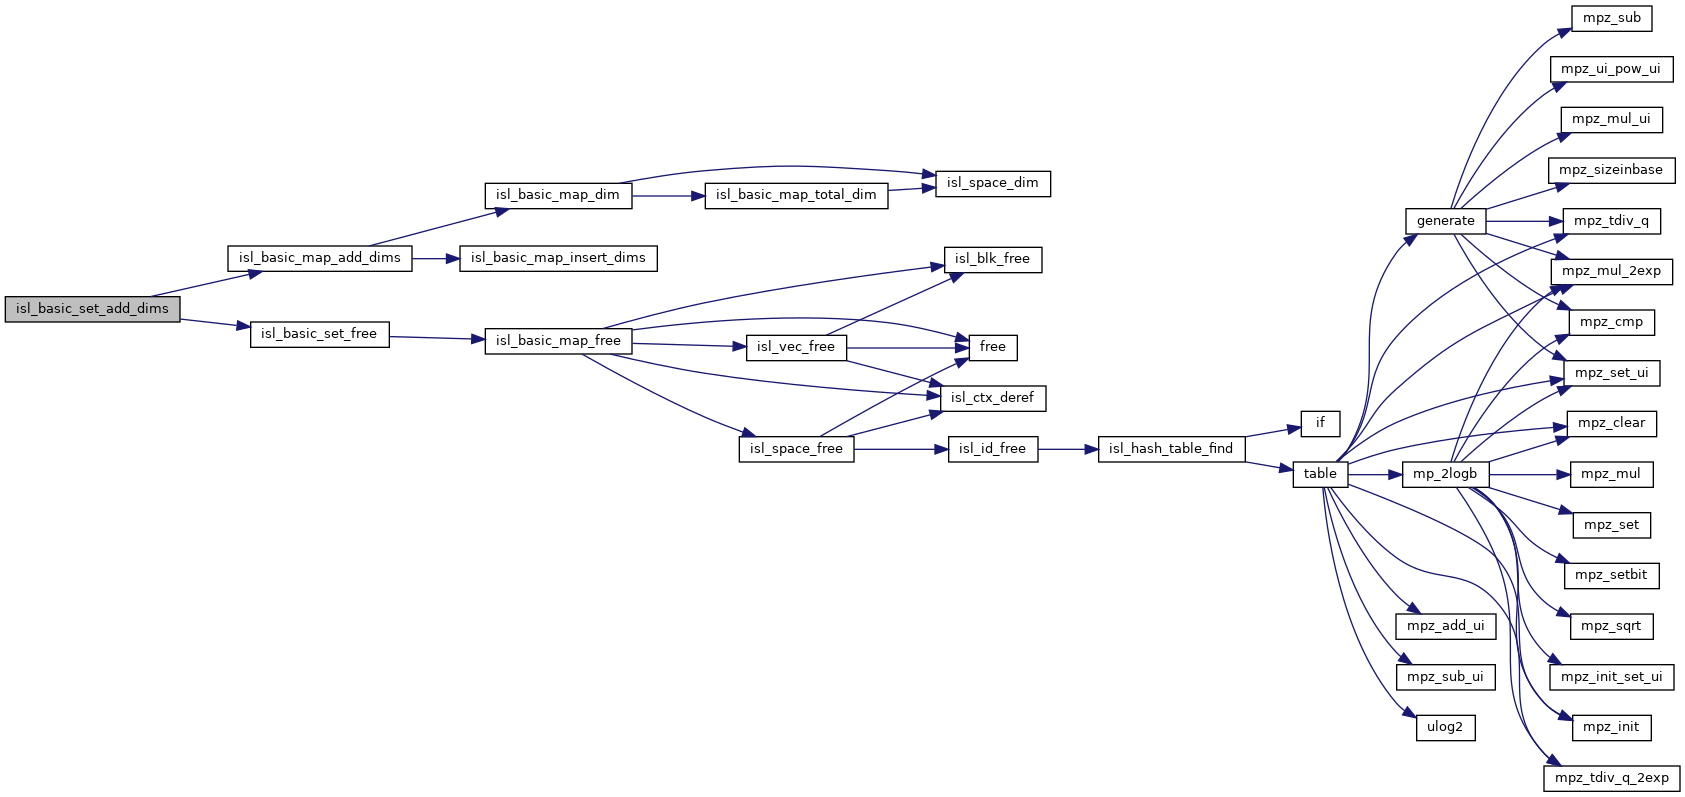 isl_basic_set_add_dims
isl_basic_map_add_dims
isl_basic_set_free
isl_basic_map_dim
isl_basic_map_insert_dims
isl_basic_map_free
isl_basic_map_total_dim
isl_vec_free
isl_space_free
isl_space_dim
isl_blk_free
free
isl_ctx_deref
isl_id_free
isl_hash_table_find
if
table
generate
mp_2logb
mpz_add_ui
mpz_sub_ui
ulog2
mpz_sub
mpz_ui_pow_ui
mpz_mul_ui
mpz_sizeinbase
mpz_tdiv_q
mpz_mul_2exp
mpz_cmp
mpz_set_ui
mpz_clear
mpz_mul
mpz_set
mpz_setbit
mpz_sqrt
mpz_init_set_ui
mpz_init
mpz_tdiv_q_2exp